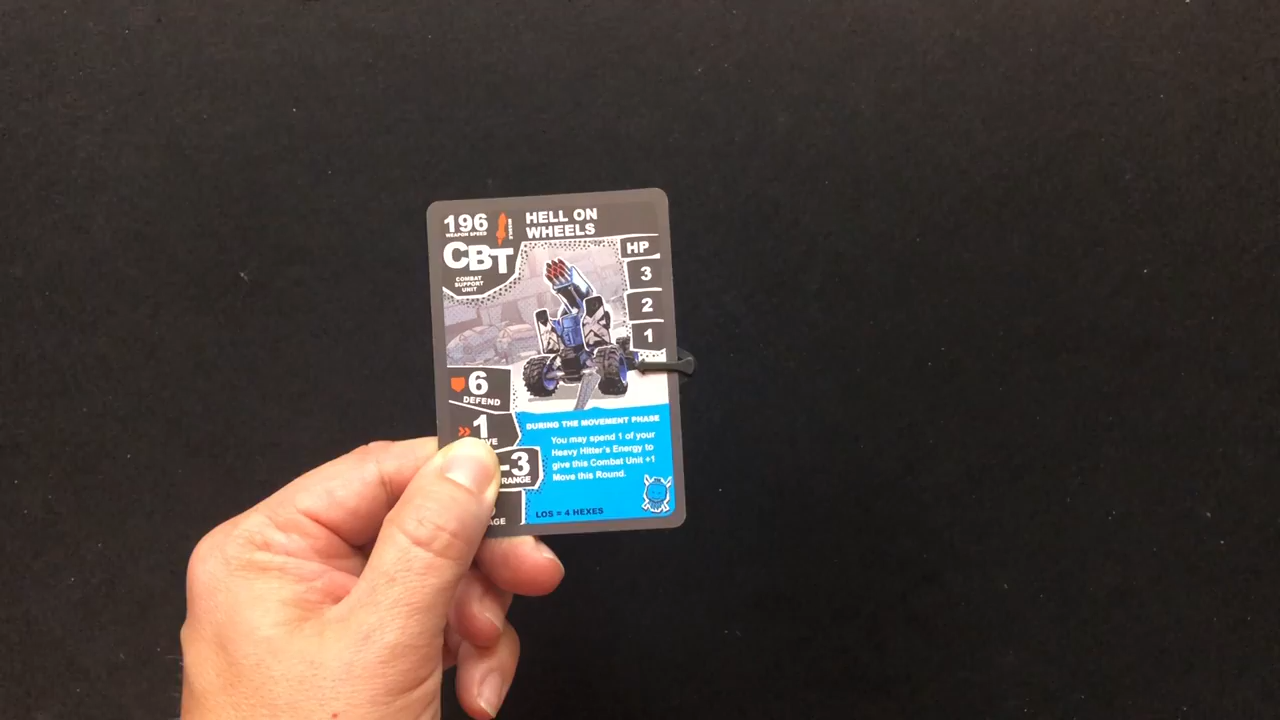 196
WEAPON SPEED
MISSILE
HELL ON
WHEELS
CBT
COMBAT
SUPPORT
UNIT
HP
3
2
1
6
DEFEND
1
-3
RANGE
DURING THE MOVEMENT PHASE
You may spend 1 of your
Heavy Hitter's Energy to
give this Combat Unit +1
Move this Round.
LOS = 4 HEXES